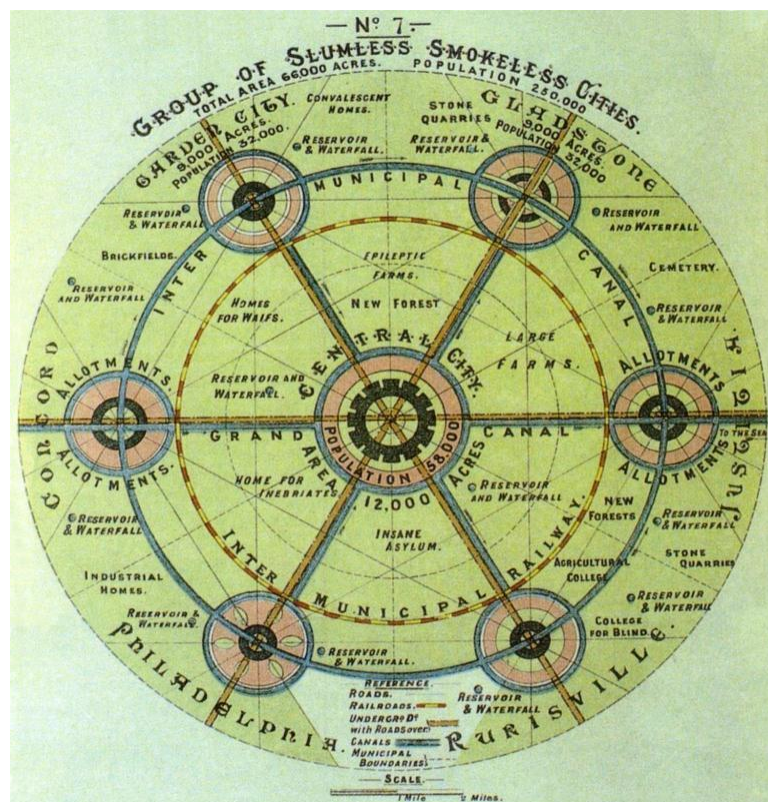 — Nº 7. —
GROUP OF SLUMLESS SMOKELESS CITIES.
TOTAL AREA 66000 ACRES. POPULATION 250,000
GARDEN CITY.
9,000 ACRES.
POPULATION 32,000.
CONVALESCENT
HOMES.
STONE
QUARRIES
GLADSTONE
9,000 ACRES.
POPULATION
32,000
RESERVOIR
& WATERFALL.
RESERVOIR &
WATERFALL.
INTER MUNICIPAL CANAL
RESERVOIR
& WATERFALL
RESERVOIR
AND WATERFALL
BRICKFIELDS.
EPILEPTIC
FARMS.
CEMETERY.
RESERVOIR
AND WATERFALL
HOMES
FOR WAIFS.
NEW FOREST
RESERVOIR
& WATERFALL
LARGE
FARMS.
CENTRAL CITY.
CONCORD
ALLOTMENTS.
ALLOTMENTS
JUSTITIA
RESERVOIR AND
WATERFALL.
GRAND CANAL
TO THE SEA
POPULATION 58,000
AREA 12,000 ACRES
ALLOTMENTS.
ALLOTMENTS
HOME FOR
INEBRIATES
RESERVOIR
AND WATERFALL
NEW
FORESTS
RESERVOIR
& WATERFALL
RESERVOIR
& WATERFALL
INSANE
ASYLUM.
STONE
QUARRIES
INTER MUNICIPAL RAILWAY.
AGRICULTURAL
COLLEGE
INDUSTRIAL
HOMES.
RESERVOIR
& WATERFALL
RESERVOIR &
WATERFALL.
COLLEGE
FOR BLIND.
RESERVOIR
& WATERFALL.
PHILADELPHIA.
RURISVILLE
REFERENCE.
ROADS.
RAILROADS.
UNDERGRD. DO.
with ROADS over.
CANALS
MUNICIPAL
BOUNDARIES
RESERVOIR
& WATERFALL
— SCALE. —
1 Mile 2 Miles.